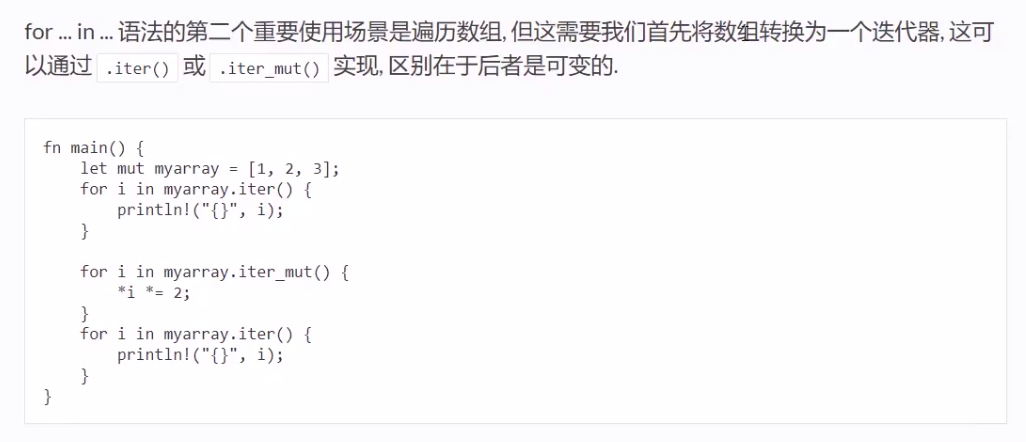 for ... in ... 语法的第二个重要使用场景是遍历数组, 但这需要我们首先将数组转换为一个迭代器, 这可
以通过 .iter() 或 .iter_mut() 实现, 区别在于后者是可变的.
fn main() {
    let mut myarray = [1, 2, 3];
    for i in myarray.iter() {
        println!("{}", i);
    }

    for i in myarray.iter_mut() {
        *i *= 2;
    }
    for i in myarray.iter() {
        println!("{}", i);
    }
}